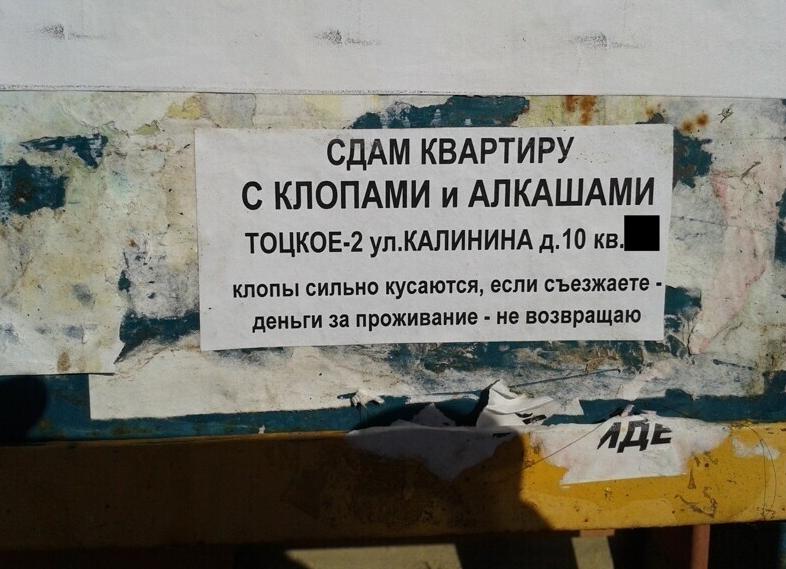 СДАМ КВАРТИРУ
С КЛОПАМИ и АЛКАШАМИ
ТОЦКОЕ-2 ул.КАЛИНИНА д.10 кв.
клопы сильно кусаются, если съезжаете -
деньги за проживание - не возвращаю
ИДЕ